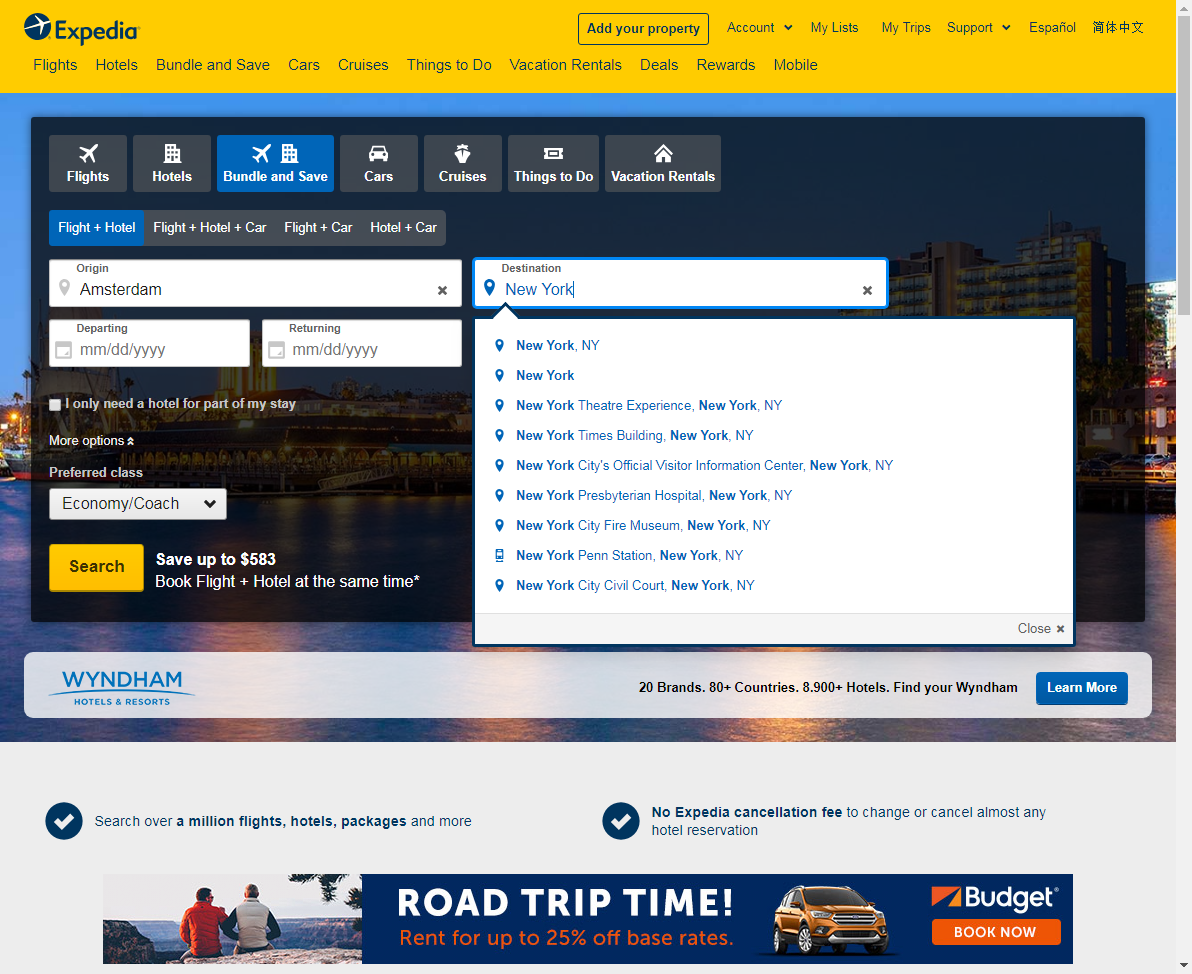 Expedia
Add your property
Account
My Lists
My Trips
Support
Español
简体中文
Flights
Hotels
Bundle and Save
Cars
Cruises
Things to Do
Vacation Rentals
Deals
Rewards
Mobile
Flights
Hotels
Bundle and Save
Cars
Cruises
Things to Do
Vacation Rentals
Flight + Hotel
Flight + Hotel + Car
Flight + Car
Hotel + Car
Origin
Amsterdam
Destination
New York
Departing
mm/dd/yyyy
Returning
mm/dd/yyyy
New York, NY
New York
New York Theatre Experience, New York, NY
New York Times Building, New York, NY
New York City's Official Visitor Information Center, New York, NY
New York Presbyterian Hospital, New York, NY
New York City Fire Museum, New York, NY
New York Penn Station, New York, NY
New York City Civil Court, New York, NY
Close
I only need a hotel for part of my stay
More options
Preferred class
Economy/Coach
Search
Save up to $583
Book Flight + Hotel at the same time*
WYNDHAM
HOTELS & RESORTS
20 Brands. 80+ Countries. 8.900+ Hotels. Find your Wyndham
Learn More
Search over a million flights, hotels, packages and more
No Expedia cancellation fee to change or cancel almost any
hotel reservation
ROAD TRIP TIME!
Rent for up to 25% off base rates.
Budget®
BOOK NOW